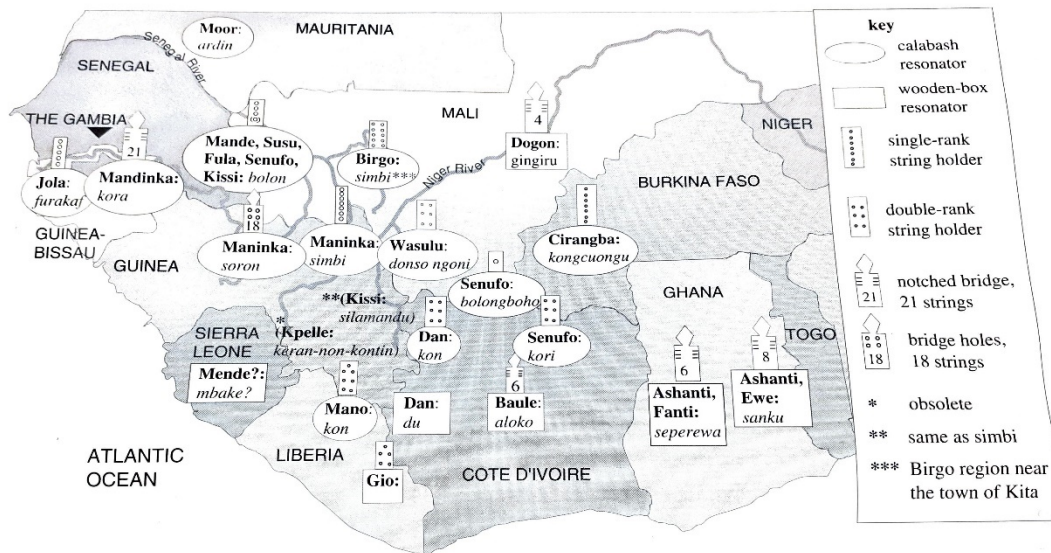 MAURITANIA
Moor:
ardin
Senegal River
SENEGAL
THE GAMBIA
MALI
NIGER
21
4
Mande, Susu,
Fula, Senufo,
Kissi: bolon
Birgo:
simbi***
Niger River
Dogon:
gingiru
Jola:
furakaf
Mandinka:
kora
BURKINA FASO
GUINEA-
BISSAU
GUINEA
18
Maninka:
soron
Maninka:
simbi
Wasulu:
donso ngoni
Cirangba:
kongcuongu
Senufo:
bolongboho
GHANA
**(Kissi:
silamandu)
*
(Kpelle:
keran-non-kontin)
SIERRA
LEONE
Dan:
kon
Senufo:
kori
TOGO
Mende?:
mbake?
Mano:
kon
Dan:
du
6
Baule:
aloko
6
Ashanti,
Fanti:
seperewa
8
Ashanti,
Ewe:
sanku
ATLANTIC
OCEAN
LIBERIA
Gio:
COTE D'IVOIRE
key
calabash
resonator
wooden-box
resonator
single-rank
string holder
double-rank
string holder
21
notched bridge,
21 strings
18
bridge holes,
18 strings
* obsolete
** same as simbi
*** Birgo region near
the town of Kita